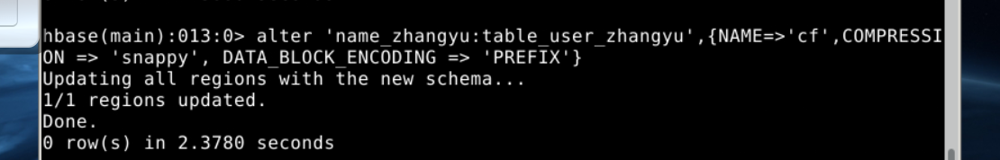 hbase(main):013:0> alter 'name_zhangyu:table_user_zhangyu',{NAME=>'cf',COMPRESSI
ON => 'snappy', DATA_BLOCK_ENCODING => 'PREFIX'}
Updating all regions with the new schema...
1/1 regions updated.
Done.
0 row(s) in 2.3780 seconds